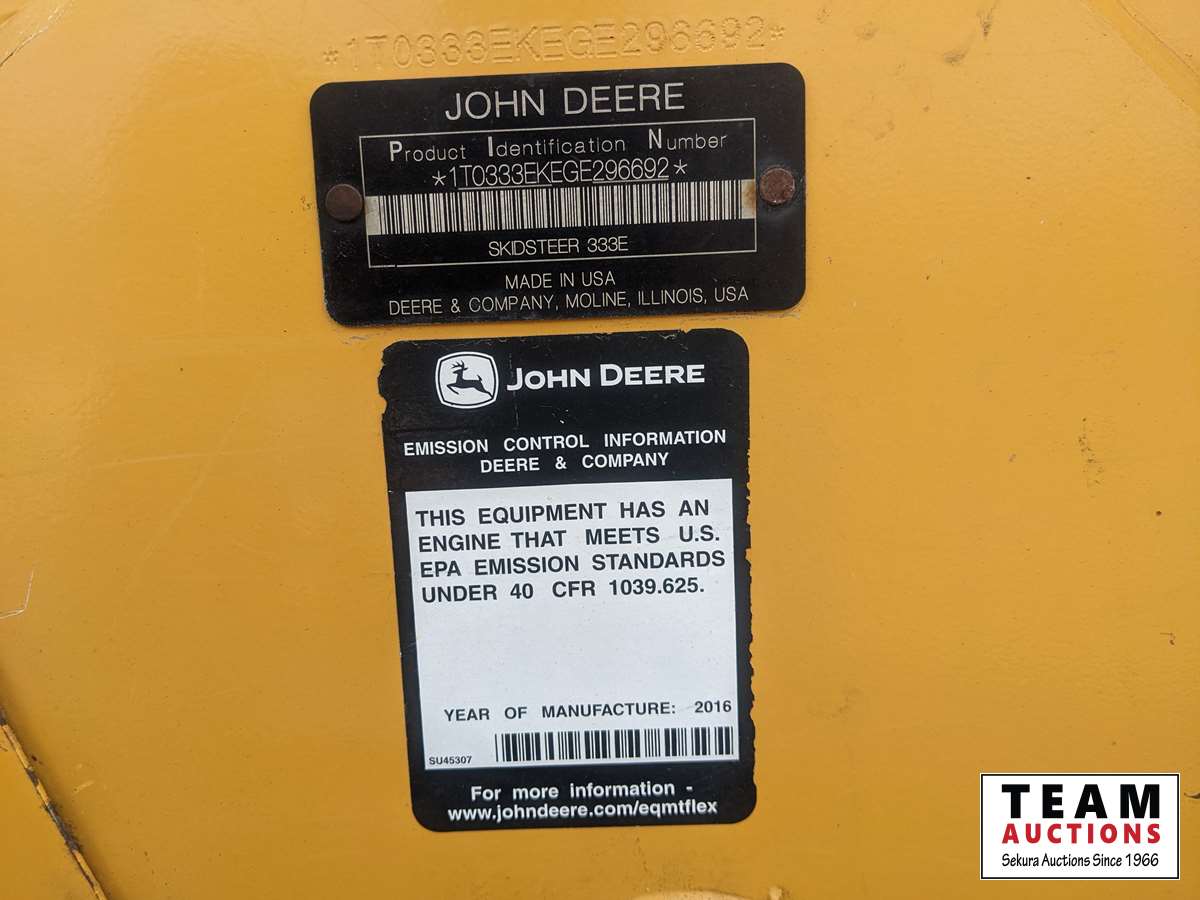 *1T0333EKEGE296692*
JOHN DEERE
Product Identification Number
*1T0333EKEGE296692*
SKIDSTEER 333E
MADE IN USA
DEERE & COMPANY, MOLINE, ILLINOIS, USA
JOHN DEERE
EMISSION CONTROL INFORMATION
DEERE & COMPANY
THIS EQUIPMENT HAS AN
ENGINE THAT MEETS U.S.
EPA EMISSION STANDARDS
UNDER 40 CFR 1039.625.
YEAR OF MANUFACTURE: 2016
SU45307
For more information -
www.johndeere.com/eqmtflex
TEAM
AUCTIONS
Sekura Auctions Since 1966